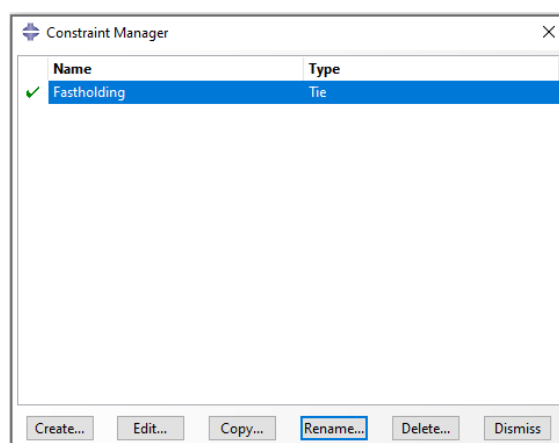 Constraint Manager
Name Type
Fastholding Tie
Create... Edit... Copy... Rename... Delete... Dismiss